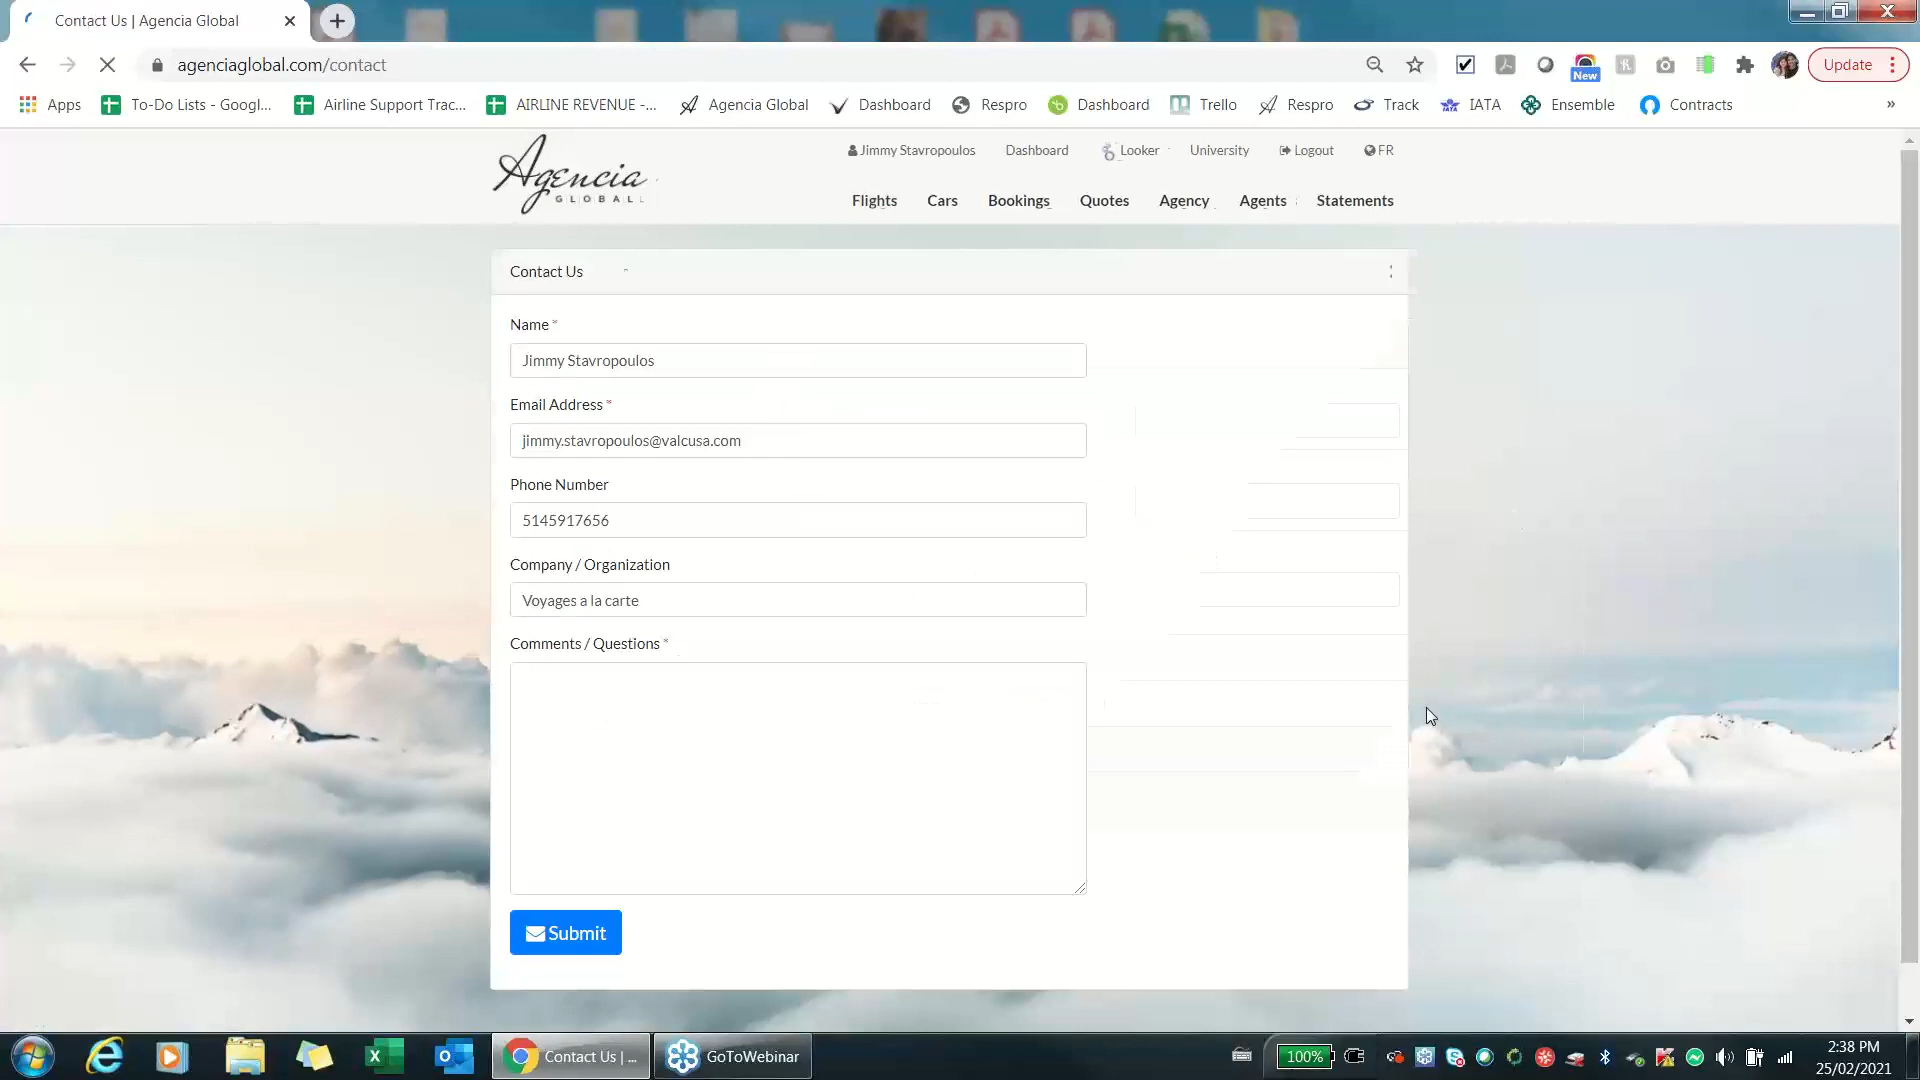 Contact Us | Agencia Global
agenciaglobal.com/contact
New
Update
Apps
To-Do Lists - Googl...
Airline Support Trac...
AIRLINE REVENUE -...
Agencia Global
Dashboard
Respro
Dashboard
Trello
Respro
Track
IATA
IATA
Ensemble
Contracts
»
Agencia
GLOBAL
Jimmy Stavropoulos
Dashboard
Looker
University
Logout
FR
Flights
Cars
Bookings
Quotes
Agency
Agents
Statements
Contact Us
Name *
Jimmy Stavropoulos
Email Address *
jimmy.stavropoulos@valcusa.com
Phone Number
5145917656
Company / Organization
Voyages a la carte
Comments / Questions *
Submit
Contact Us | ...
GoToWebinar
100%
2:38 PM
25/02/2021